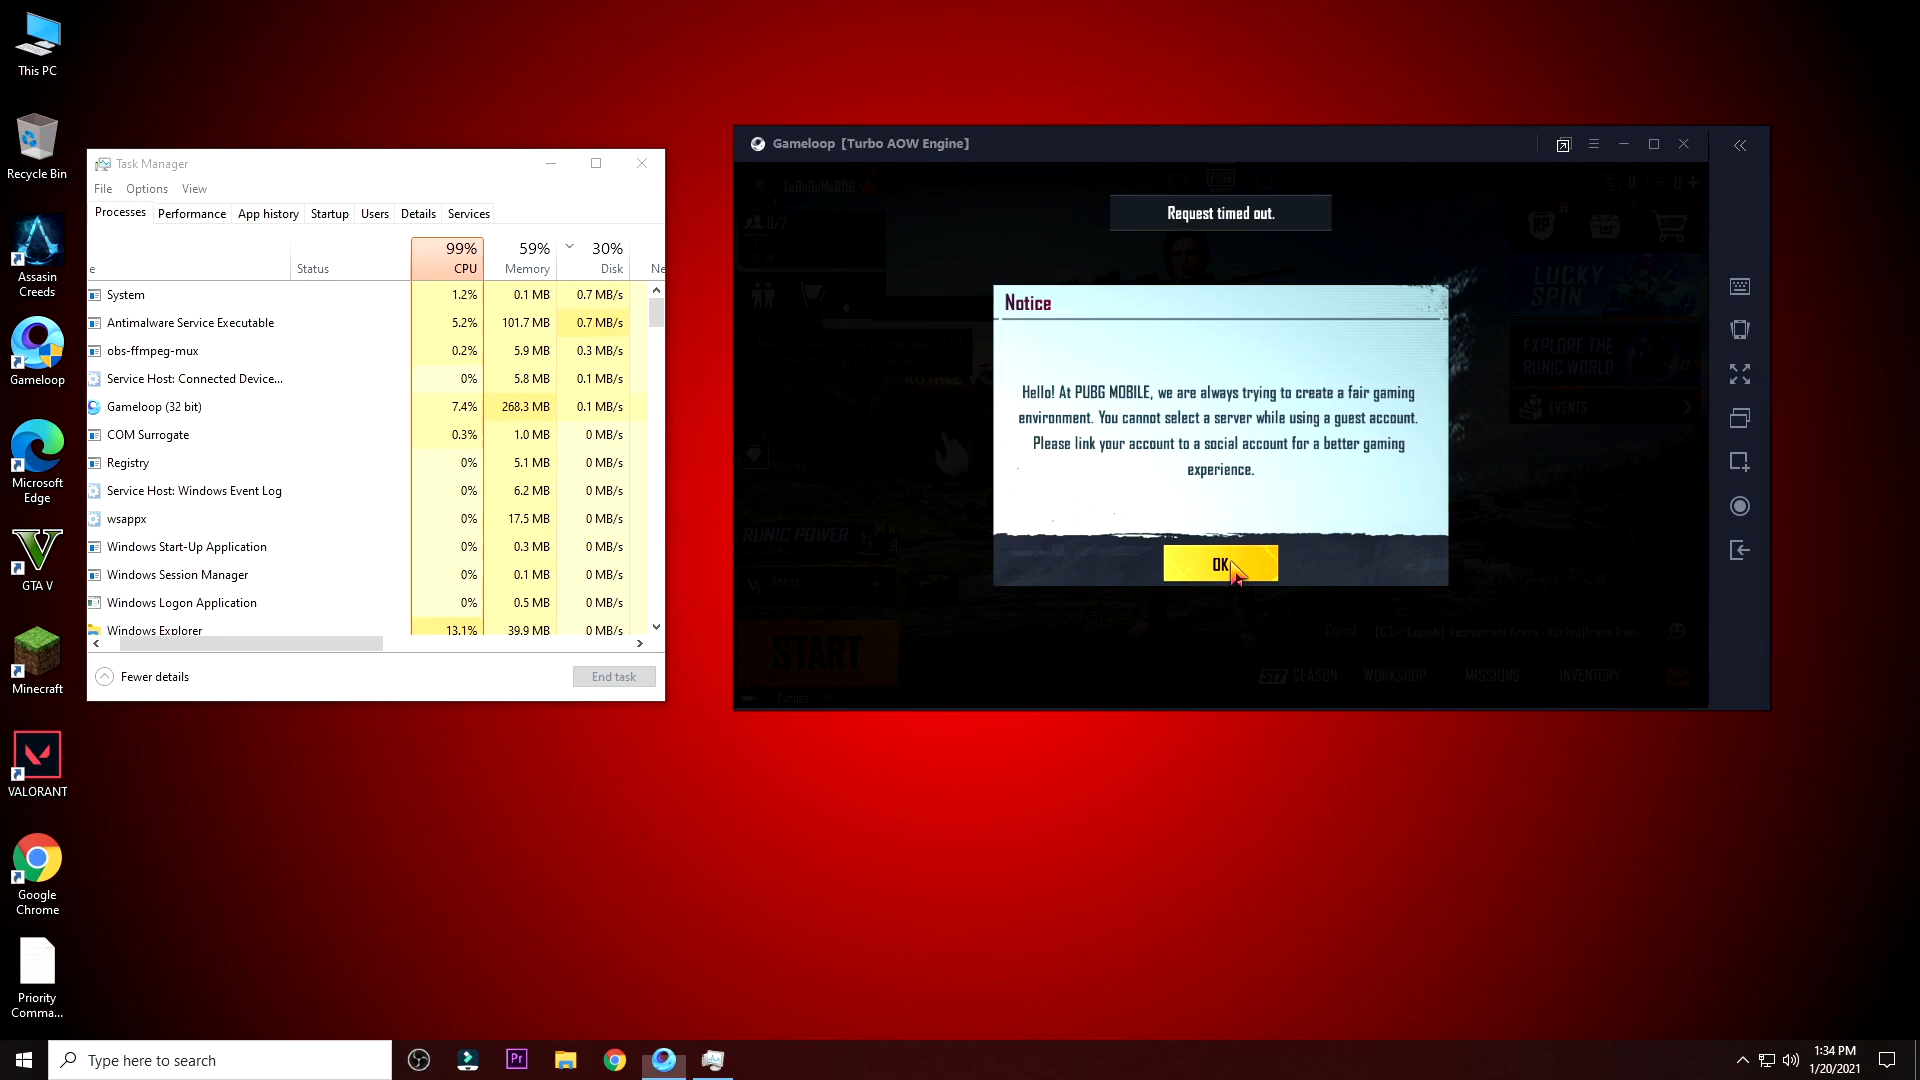 This PC
Recycle Bin
Assasin
Creeds
Gameloop
Microsoft
Edge
GTA V
Minecraft
VALORANT
Google
Chrome
Priority
Comma...
Task Manager
File Options View
Processes Performance App history Startup Users Details Services
99% 59% 30%
e Status CPU Memory Disk Ne
System 1.2% 0.1 MB 0.7 MB/s
Antimalware Service Executable 5.2% 101.7 MB 0.7 MB/s
obs-ffmpeg-mux 0.2% 5.9 MB 0.3 MB/s
Service Host: Connected Device... 0% 5.8 MB 0.1 MB/s
Gameloop (32 bit) 7.4% 268.3 MB 0.1 MB/s
COM Surrogate 0.3% 1.0 MB 0 MB/s
Registry 0% 5.1 MB 0 MB/s
Service Host: Windows Event Log 0% 6.2 MB 0 MB/s
wsappx 0% 17.5 MB 0 MB/s
Windows Start-Up Application 0% 0.3 MB 0 MB/s
Windows Session Manager 0% 0.1 MB 0 MB/s
Windows Logon Application 0% 0.5 MB 0 MB/s
Windows Explorer 13.1% 39.9 MB 0 MB/s
Fewer details End task
Gameloop [Turbo AOW Engine]
Request timed out.
0/7
LUCKY
SPIN
EXPLORE THE
RUNIC WORLD
EVENTS
Notice
Hello! At PUBG MOBILE, we are always trying to create a fair gaming
environment. You cannot select a server while using a guest account.
Please link your account to a social account for a better gaming
experience.
OK
RUNIC POWER
Arena
START
Europe
Squad
S17 SEASON WORKSHOP MISSIONS INVENTORY
Type here to search
Pr
1:34 PM
1/20/2021